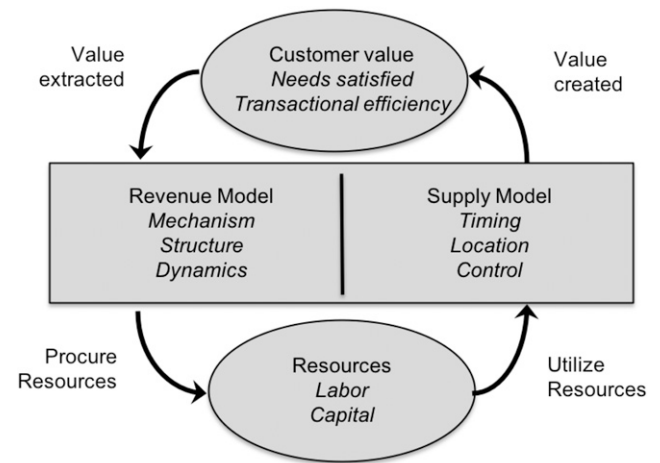 Value
extracted
Customer value
Needs satisfied
Transactional efficiency
Value
created
Revenue Model
Mechanism
Structure
Dynamics
Supply Model
Timing
Location
Control
Procure
Resources
Resources
Labor
Capital
Utilize
Resources